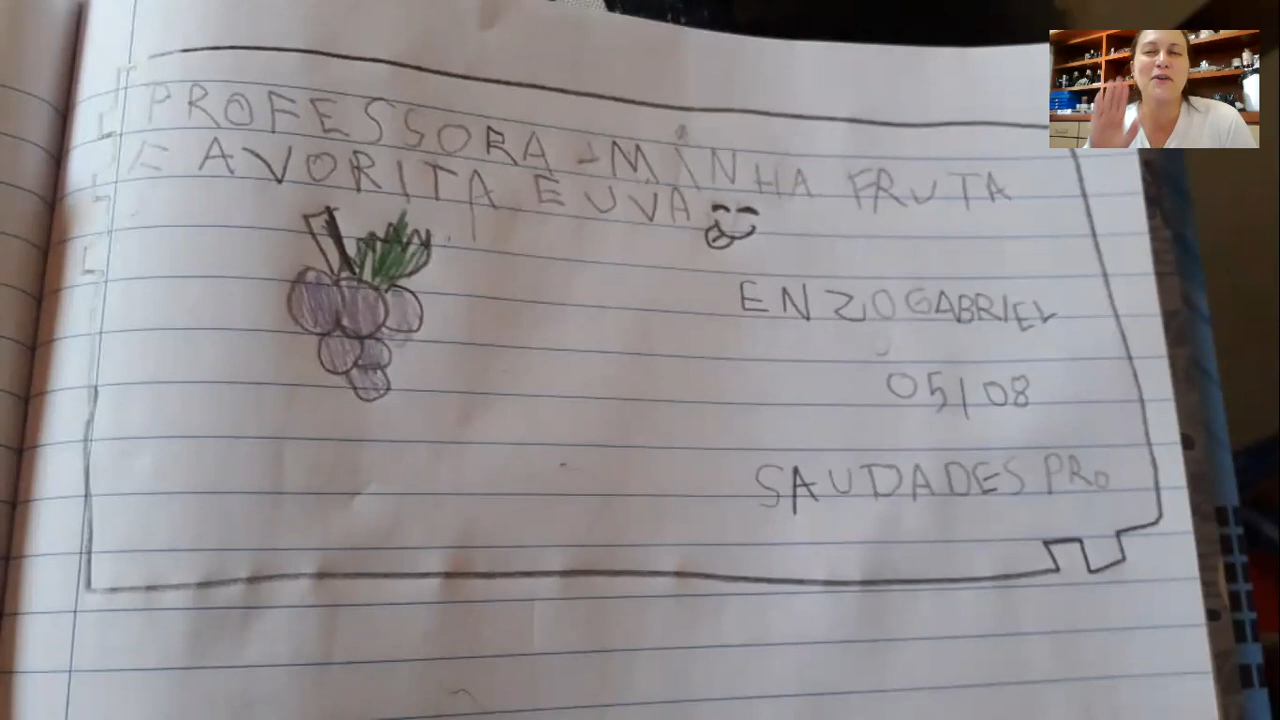 PROFESSORA - MINHA FRUTA
FAVORITA E UVA
ENZO GABRIEL
05/08
SAUDADES PRO